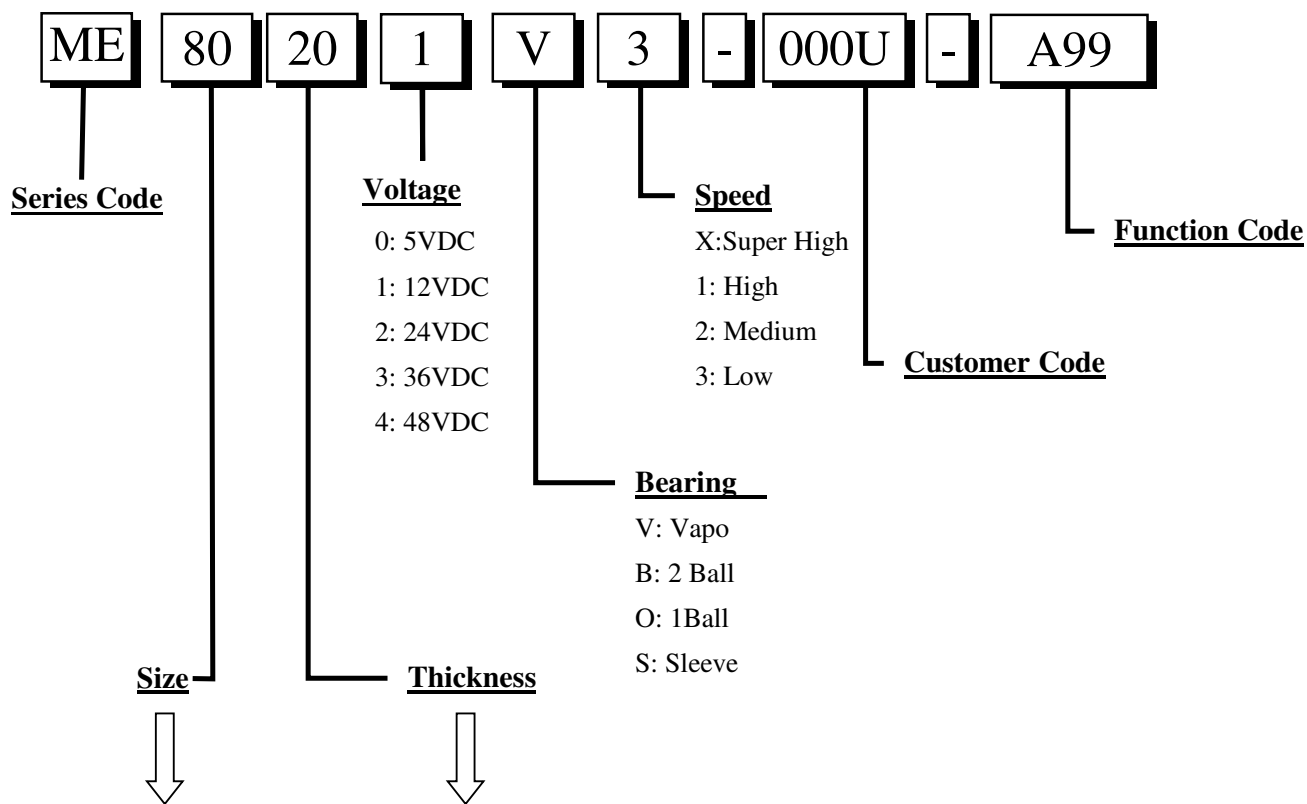 ME 80 20 1 V 3 - 000U - A99
Series Code
Voltage
0: 5VDC
1: 12VDC
2: 24VDC
3: 36VDC
4: 48VDC
Speed
X:Super High
1: High
2: Medium
3: Low
Function Code
Customer Code
Bearing
V: Vapo
B: 2 Ball
O: 1Ball
S: Sleeve
Size
Thickness